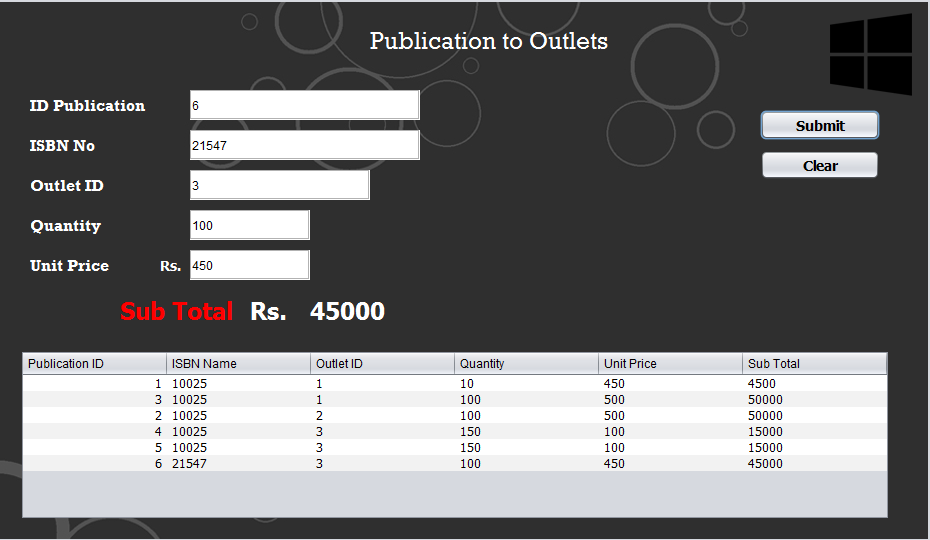 Publication to Outlets
ID Publication 6
ISBN No 21547
Outlet ID 3
Quantity 100
Unit Price Rs. 450
Submit
Clear
Sub Total Rs. 45000
Publication ID ISBN Name Outlet ID Quantity Unit Price Sub Total
1 10025 1 10 450 4500
3 10025 1 100 500 50000
2 10025 2 100 500 50000
4 10025 3 150 100 15000
5 10025 3 150 100 15000
6 21547 3 100 450 45000